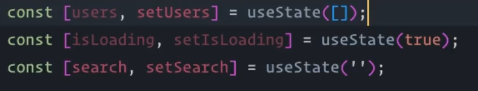 const [users, setUsers] = useState([]);
const [isLoading, setIsLoading] = useState(true);
const [search, setSearch] = useState('');